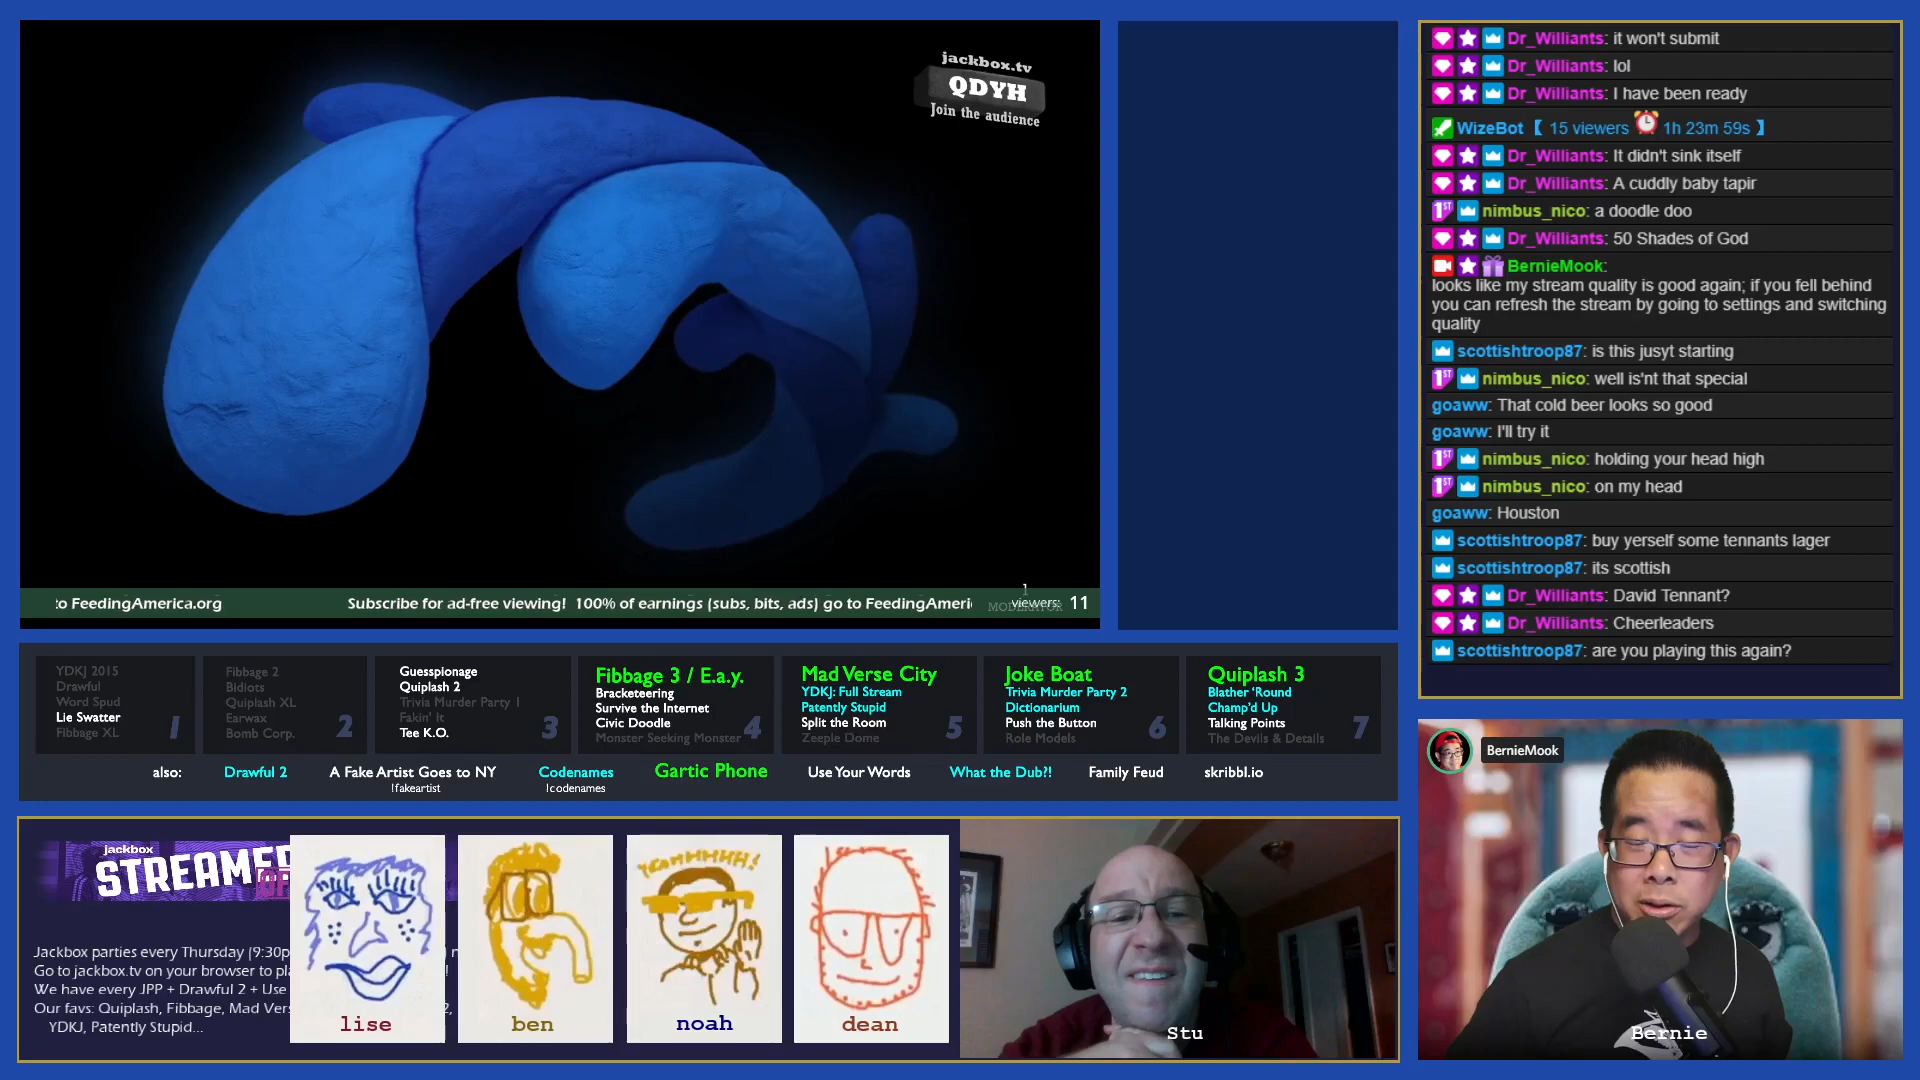 jackbox.tv
QDYH
Join the audience
to FeedingAmerica.org
Subscribe for ad-free viewing! 100% of earnings (subs, bits, ads) go to FeedingAmeri
1
MODERATOR
viewers: 11
YDKJ 2015
Drawful
Word Spud
Lie Swatter
Fibbage XL
1
Fibbage 2
Bidiots
Quiplash XL
Earwax
Bomb Corp.
2
Guesspionage
Quiplash 2
Trivia Murder Party 1
Fakin' It
Tee K.O.
3
Fibbage 3 / E.a.y.
Bracketeering
Survive the Internet
Civic Doodle
Monster Seeking Monster
4
Mad Verse City
YDKJ: Full Stream
Patently Stupid
Split the Room
Zeeple Dome
5
Joke Boat
Trivia Murder Party 2
Dictionarium
Push the Button
Role Models
6
Quiplash 3
Blather 'Round
Champ'd Up
Talking Points
The Devils & Details
7
also:
Drawful 2
A Fake Artist Goes to NY
!fakeartist
Codenames
!codenames
Gartic Phone
Use Your Words
What the Dub?!
Family Feud
skribbl.io
jackbox
STREAMER
Jackbox parties every Thursday (9:30p
Go to jackbox.tv on your browser to pla
We have every JPP + Drawful 2 + Use
Our favs: Quiplash, Fibbage, Mad Vers
YDKJ, Patently Stupid...
lise
ben
YEAHHHHH!
noah
dean
Stu
Dr_Williants: it won't submit
Dr_Williants: lol
Dr_Williants: I have been ready
WizeBot 【 15 viewers 1h 23m 59s 】
Dr_Williants: It didn't sink itself
Dr_Williants: A cuddly baby tapir
1ST nimbus_nico: a doodle doo
Dr_Williants: 50 Shades of God
BernieMook:
looks like my stream quality is good again; if you fell behind
you can refresh the stream by going to settings and switching
quality
scottishtroop87: is this jusyt starting
1ST nimbus_nico: well is'nt that special
goaww: That cold beer looks so good
goaww: I'll try it
1ST nimbus_nico: holding your head high
1ST nimbus_nico: on my head
goaww: Houston
scottishtroop87: buy yerself some tennants lager
scottishtroop87: its scottish
Dr_Williants: David Tennant?
Dr_Williants: Cheerleaders
scottishtroop87: are you playing this again?
BernieMook
Bernie